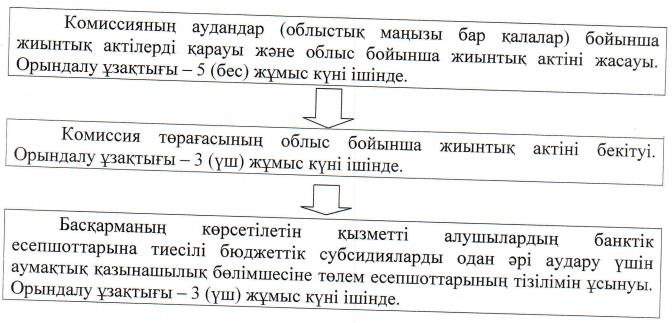 Комиссияның аудандар (облыстық маңызы бар қалалар) бойынша
жиынтық актілерді қарауы және облыс бойынша жиынтық актіні жасауы.
Орындалу ұзақтығы – 5 (бес) жұмыс күні ішінде.
Комиссия төрағасының облыс бойынша жиынтық актіні бекітуі.
Орындалу ұзақтығы – 3 (үш) жұмыс күні ішінде.
Басқарманың көрсетілетін қызметті алушылардың банктік
есепшоттарына тиесілі бюджеттік субсидияларды одан әрі аудару үшін
аумақтық қазынашылық бөлімшесіне төлем есепшоттарының тізілімін ұсынуы.
Орындалу ұзақтығы – 3 (үш) жұмыс күні ішінде.